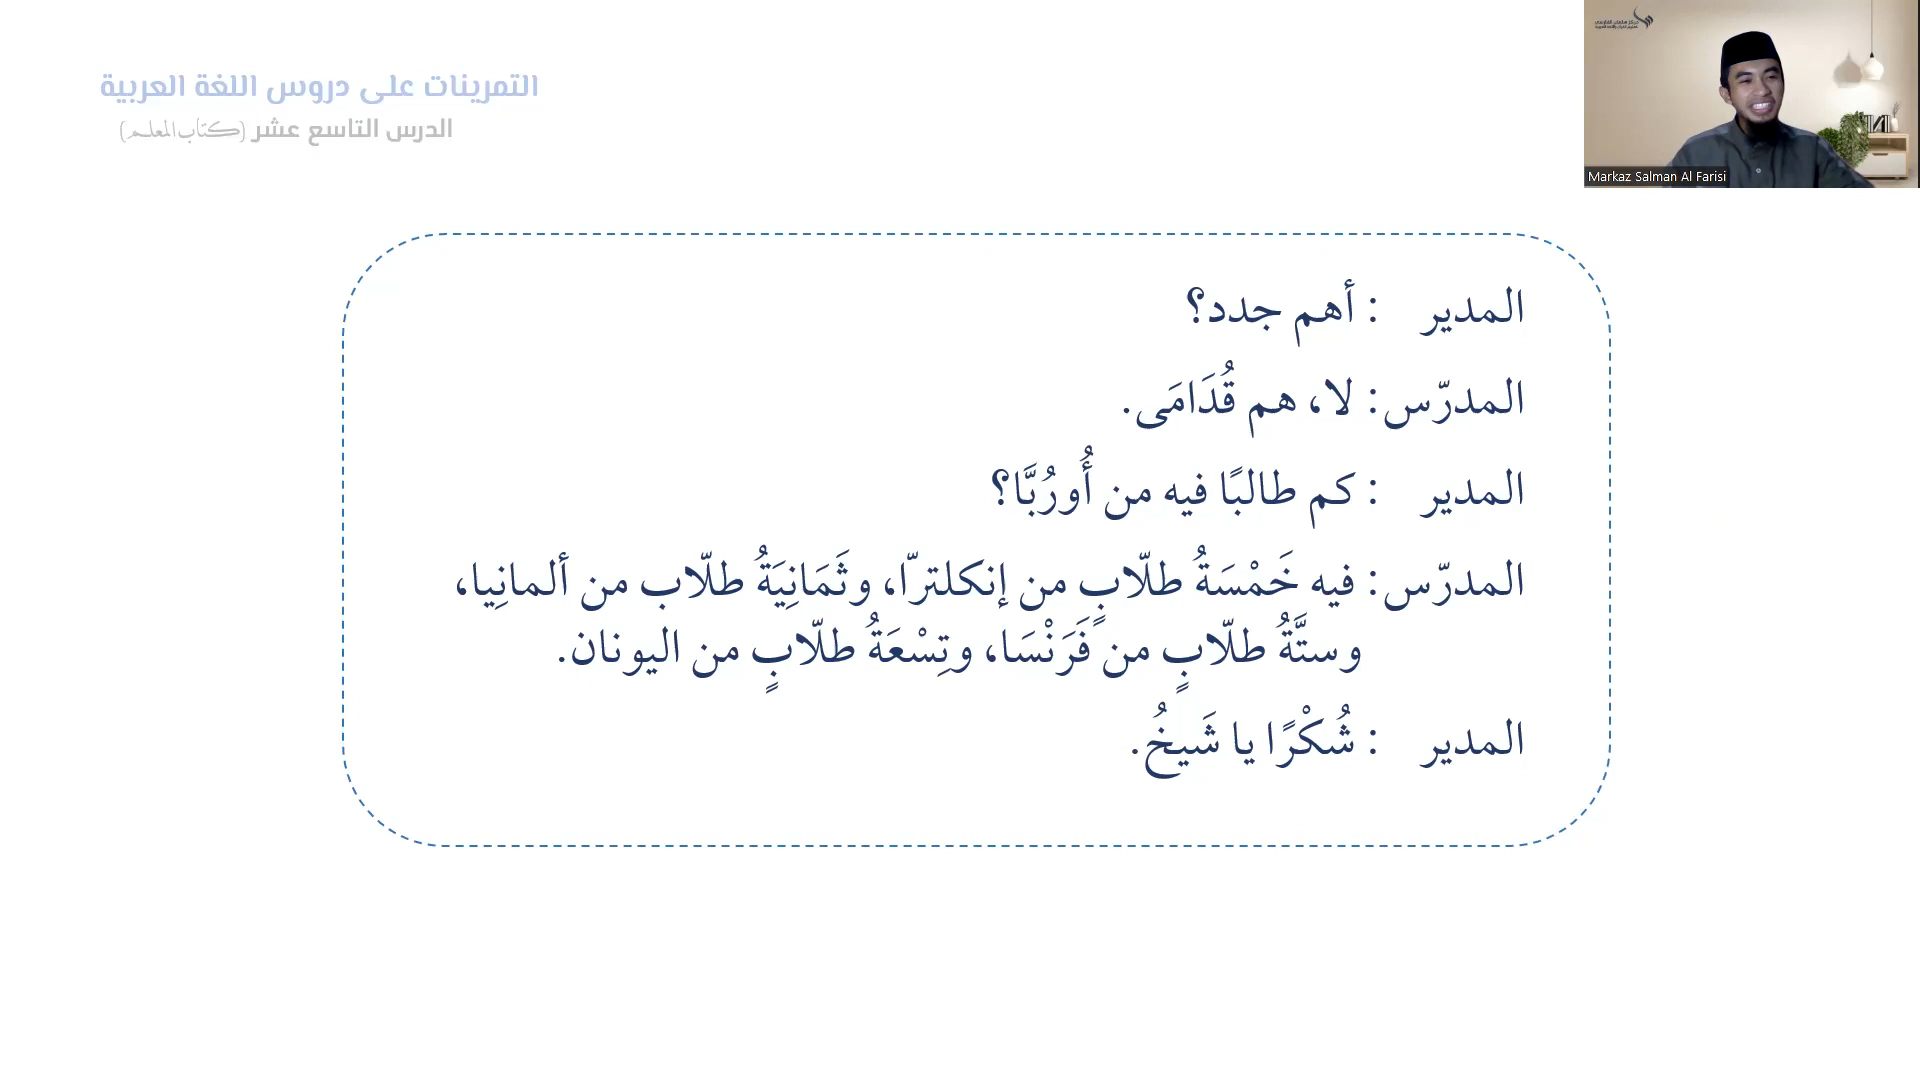 التمرينات على دروس اللغة العربية
الدرس التاسع عشر (كتاب المعلم)
Markaz Salman Al Farisi
المدير : أهم جدد؟
المدرّس: لا، هم قُدَامَى.
المدير : كم طالبًا فيه من أُورُبَّا؟
المدرّس: فيه خَمْسَةُ طلّابٍ من إنكلترّا، وثَمَانِيَةُ طلّاب من ألمانِيا،
وستَّةُ طلّابٍ من فَرَنْسَا، وتِسْعَةُ طلّابٍ من اليونان.
المدير : شُكْرًا يا شَيخُ.